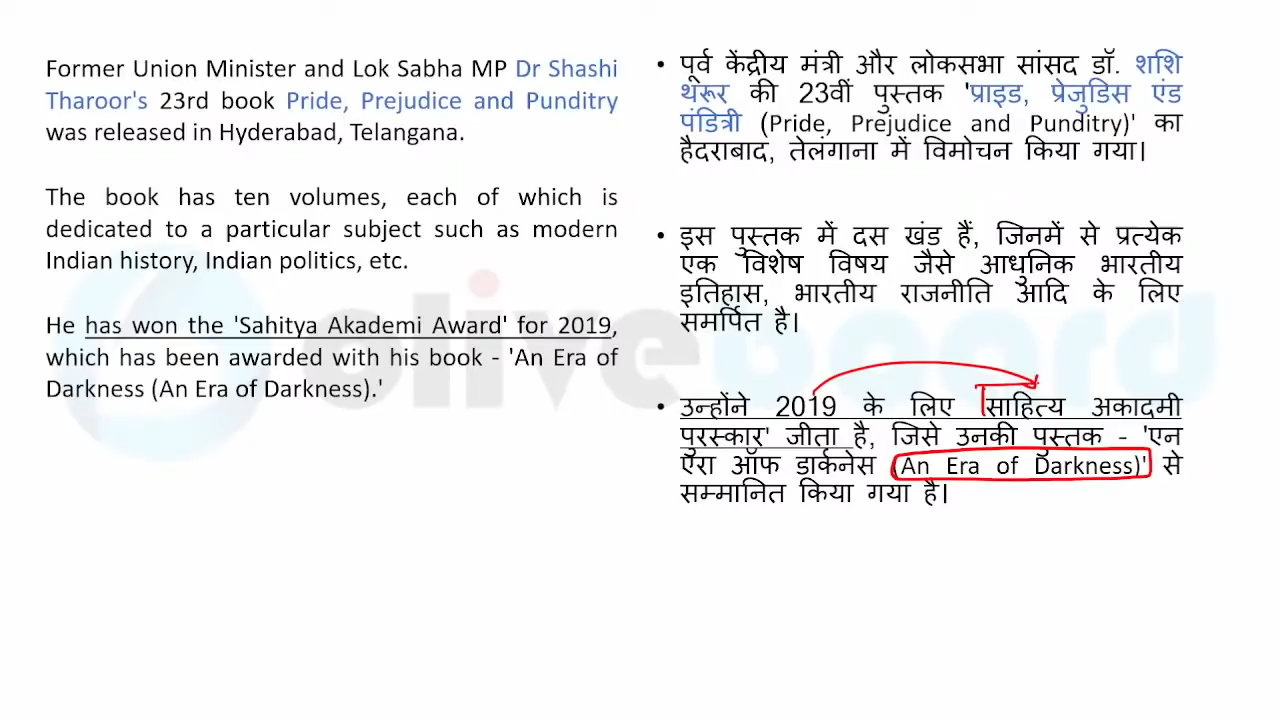 Former Union Minister and Lok Sabha MP Dr Shashi
Tharoor's 23rd book Pride, Prejudice and Punditry
was released in Hyderabad, Telangana.
The book has ten volumes, each of which is
dedicated to a particular subject such as modern
Indian history, Indian politics, etc.
He has won the 'Sahitya Akademi Award' for 2019,
which has been awarded with his book - 'An Era of
Darkness (An Era of Darkness).'
• पूर्व केंद्रीय मंत्री और लोकसभा सांसद डॉ. शशि
थरूर की 23वीं पुस्तक 'प्राइड, प्रेजुडिस एंड
पंडित्री (Pride, Prejudice and Punditry)' का
हैदराबाद, तेलंगाना में विमोचन किया गया।
• इस पुस्तक में दस खंड हैं, जिनमें से प्रत्येक
एक विशेष विषय जैसे आधुनिक भारतीय
इतिहास, भारतीय राजनीति आदि के लिए
समर्पित है।
• उन्होंने 2019 के लिए 'साहित्य अकादमी
पुरस्कार' जीता है, जिसे उनकी पुस्तक - 'एन
एरा ऑफ डार्कनेस (An Era of Darkness)' से
सम्मानित किया गया है।
oliveboard